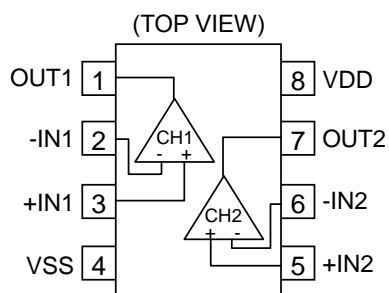 (TOP VIEW)
OUT1 1 8 VDD
CH1
-IN1 2 - + 7 OUT2
+IN1 3 CH2 6 -IN2
+ -
VSS 4 5 +IN2